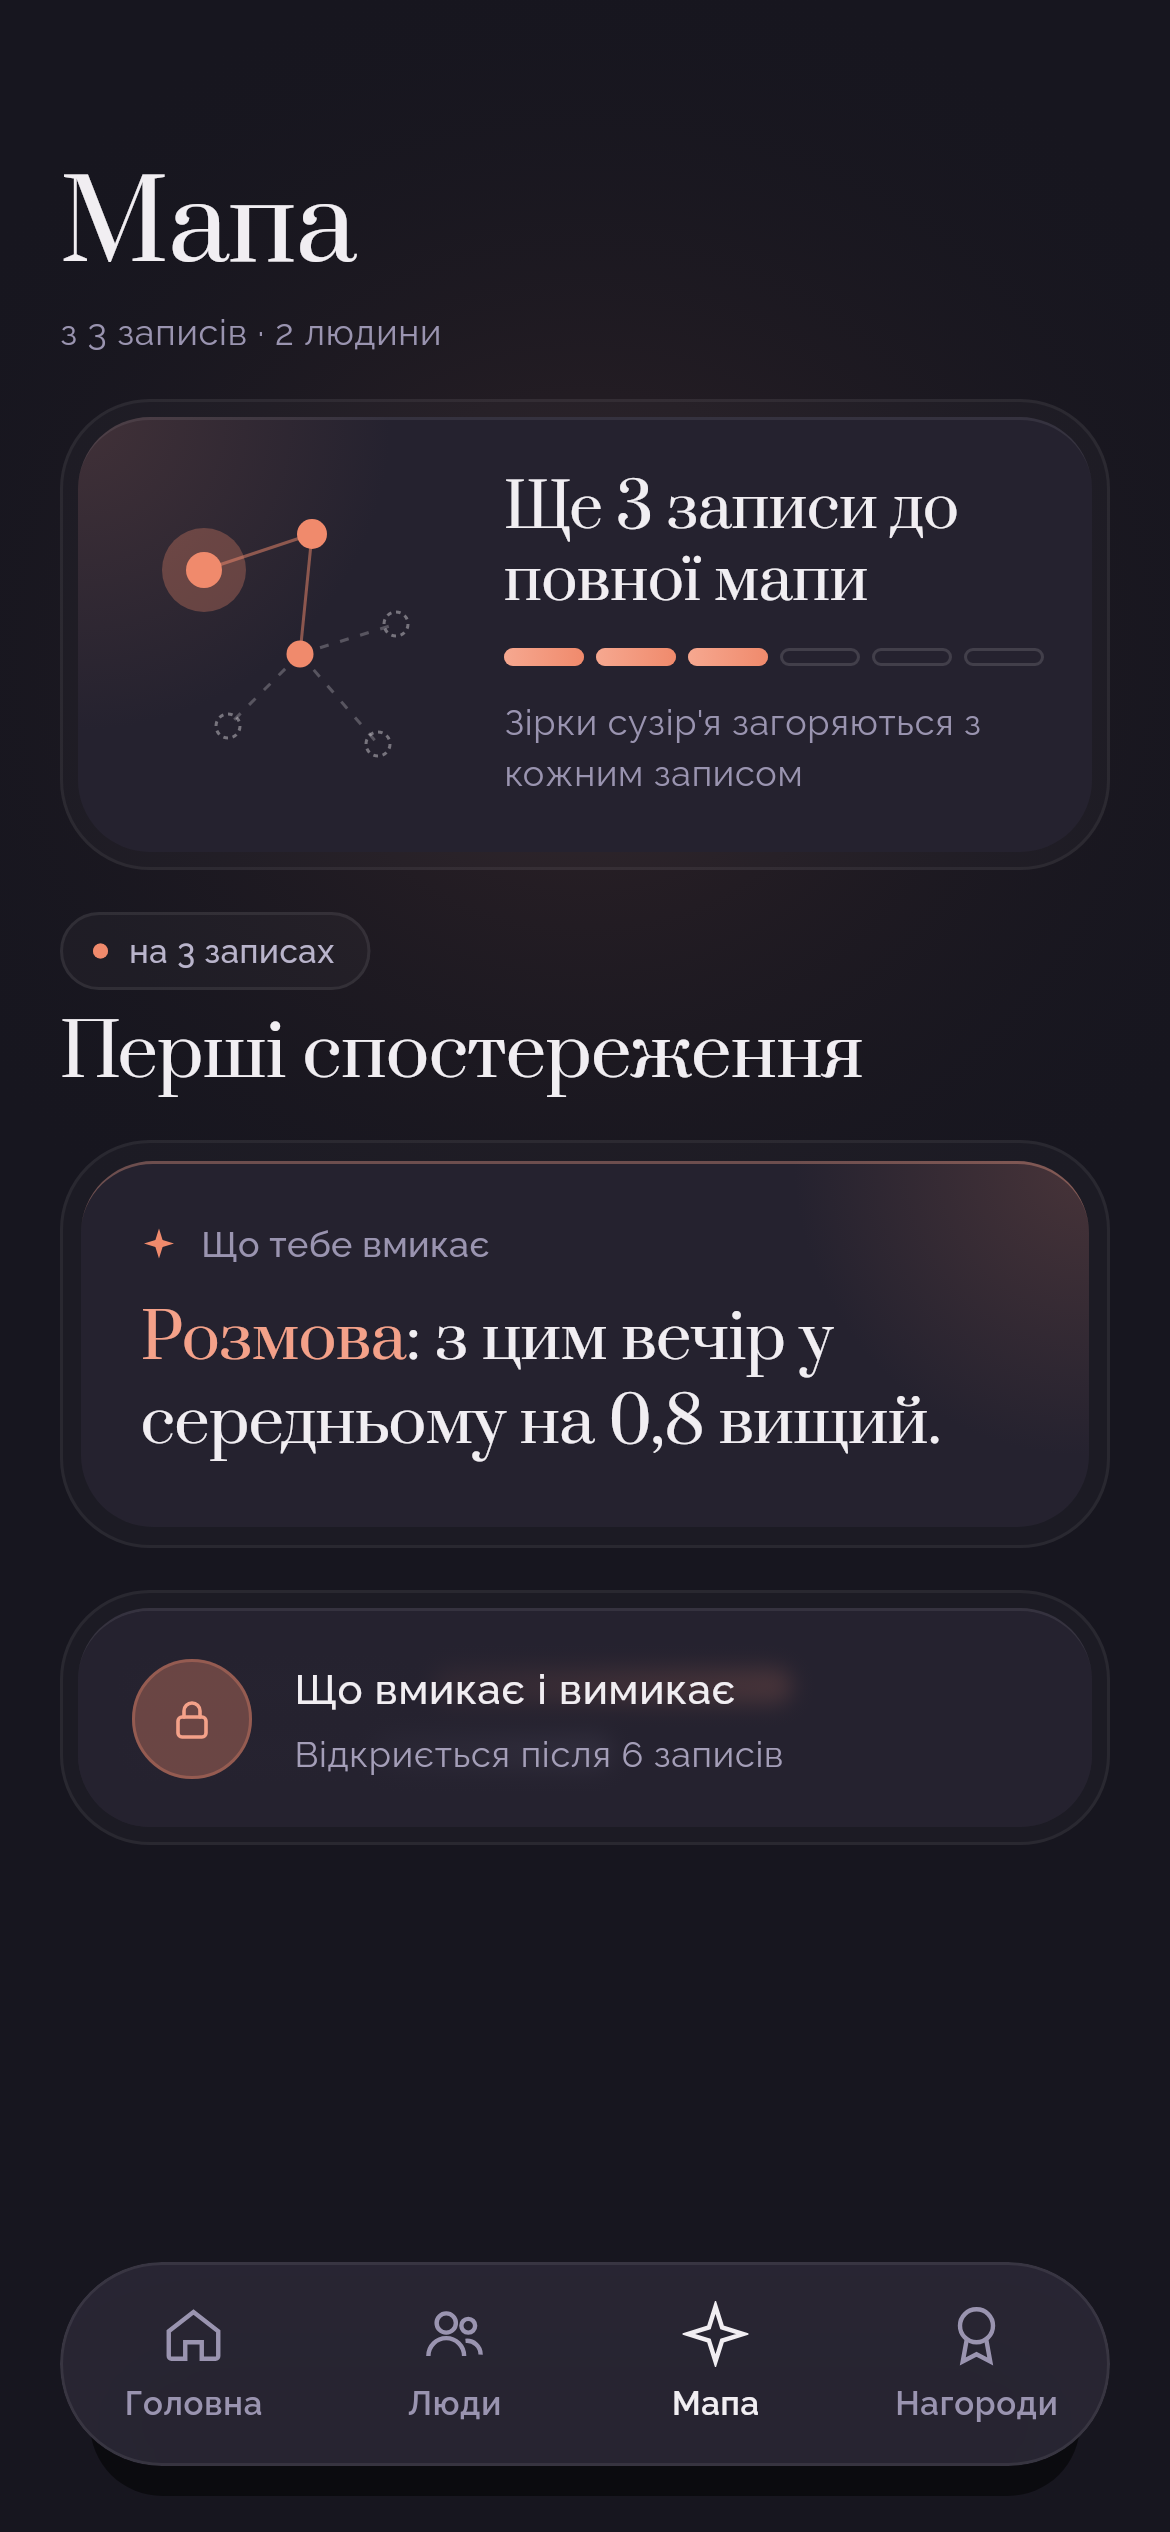 Мапа
з 3 записів · 2 людини
Ще 3 записи до
повної мапи
Зірки сузір'я загоряються з
кожним записом
на 3 записах
Перші спостереження
Що тебе вмикає
Розмова: з цим вечір у
середньому на 0,8 вищий.
Що вмикає і вимикає
Відкриється після 6 записів
Головна
Люди
Мапа
Нагороди